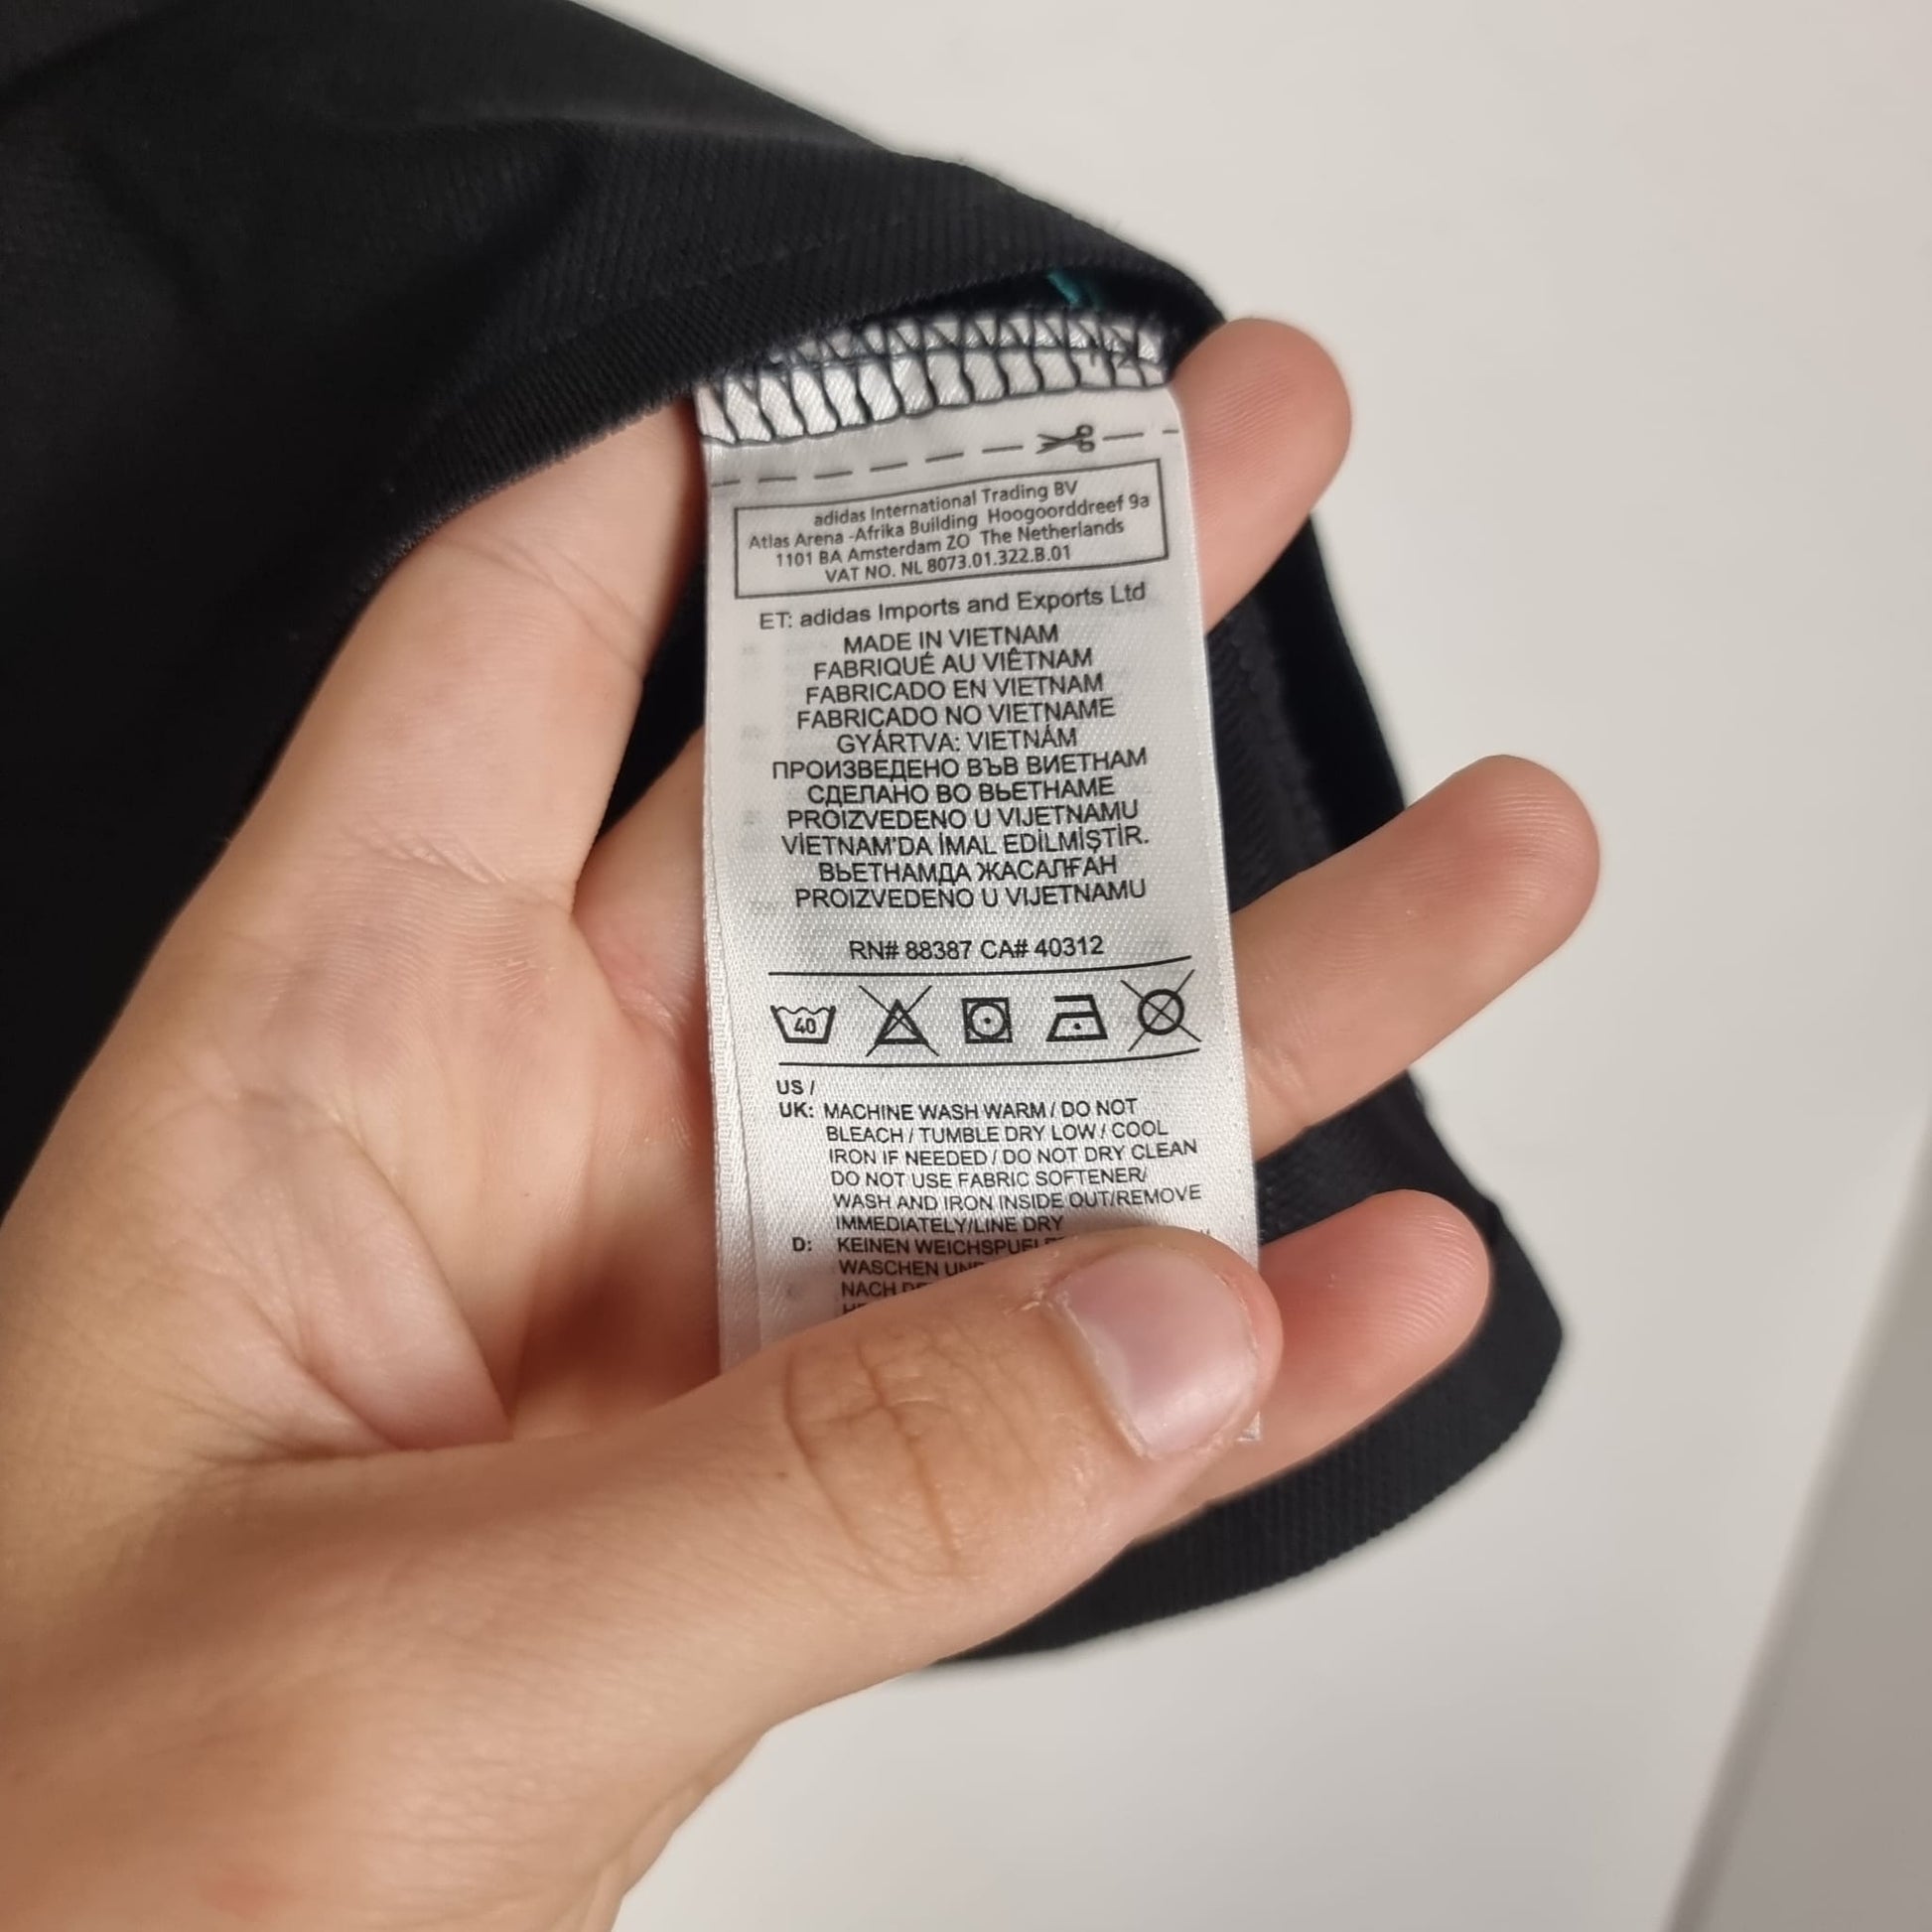 adidas International Trading BV
Atlas Arena -Afrika Building Hoogoorddreef 9a
1101 BA Amsterdam ZO The Netherlands
VAT NO. NL 8073.01.322.B.01
ET: adidas Imports and Exports Ltd
MADE IN VIETNAM
FABRIQUÉ AU VIÊTNAM
FABRICADO EN VIETNAM
FABRICADO NO VIETNAME
GYÁRTVA: VIETNÁM
ПРОИЗВЕДЕНО ВЪВ ВИЕТНАМ
СДЕЛАНО ВО ВЬЕТНАМЕ
PROIZVEDENO U VIJETNAMU
VİETNAM'DA İMAL EDİLMİŞTİR.
ВЬЕТНАМДА ЖАСАЛҒАН
PROIZVEDENO U VIJETNAMU
RN# 88387 CA# 40312
40
US /
UK: MACHINE WASH WARM / DO NOT
BLEACH / TUMBLE DRY LOW / COOL
IRON IF NEEDED / DO NOT DRY CLEAN
DO NOT USE FABRIC SOFTENER/
WASH AND IRON INSIDE OUT/REMOVE
IMMEDIATELY/LINE DRY
D: KEINEN
WASCHEN
NACH